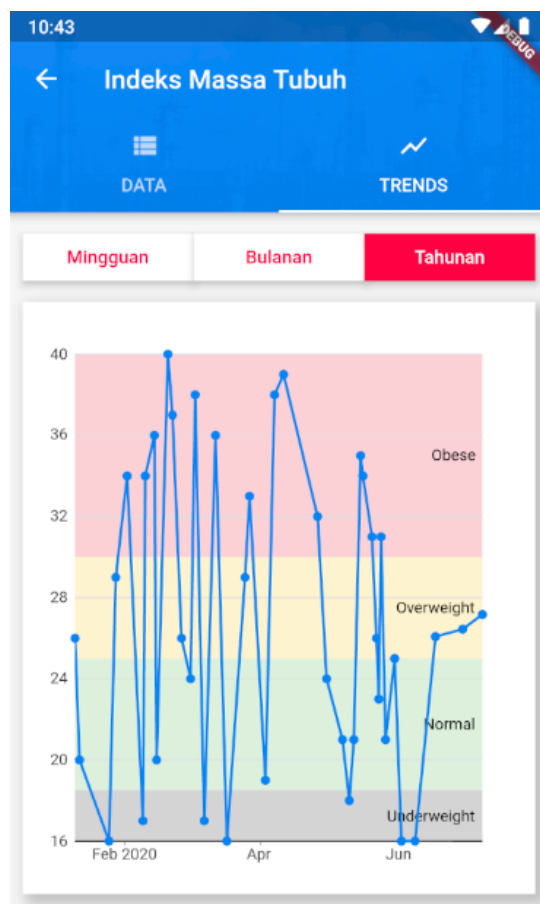 10:43
DEBUG
Indeks Massa Tubuh
DATA
TRENDS
Mingguan
Bulanan
Tahunan
40
36
Obese
32
28
Overweight
24
Normal
20
Underweight
16
Feb 2020
Apr
Jun